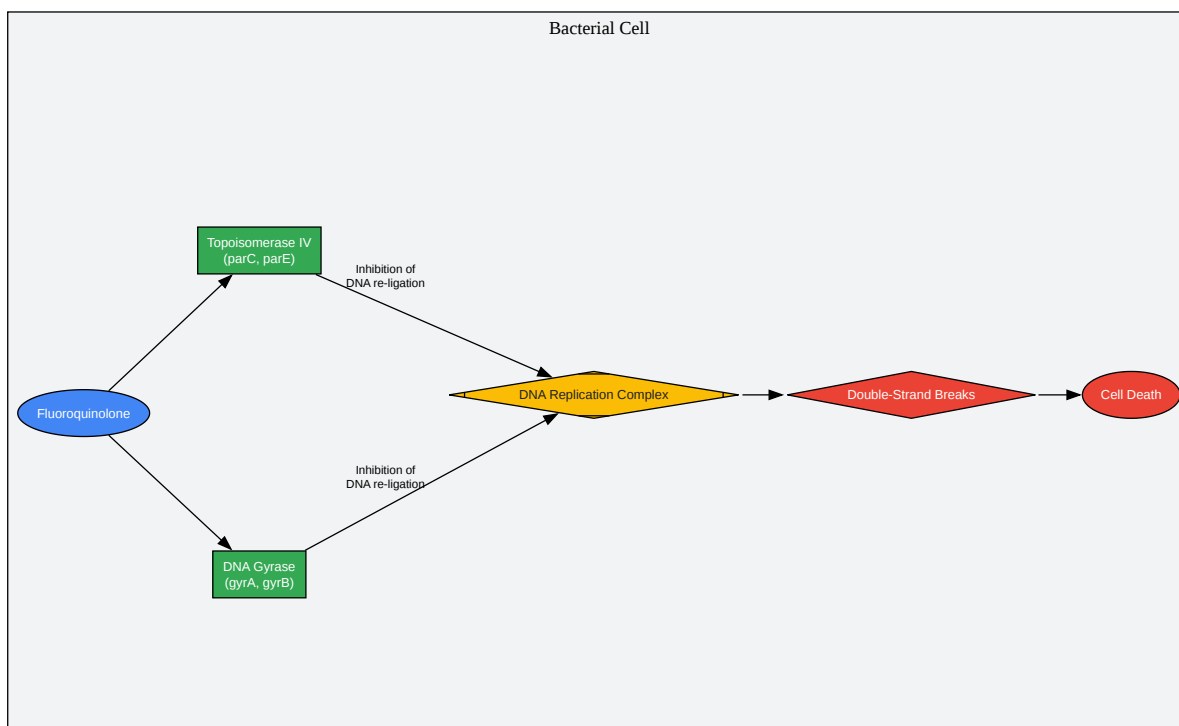 Bacterial Cell
Topoisomerase IV
(parC, parE)
Inhibition of
DNA re-ligation
Fluoroquinolone
DNA Replication Complex
Double-Strand Breaks
Cell Death
Inhibition of
DNA re-ligation
DNA Gyrase
(gyrA, gyrB)